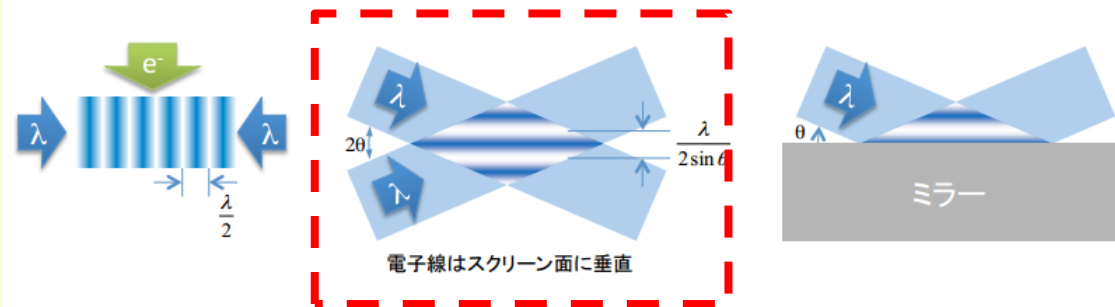 e-
λ
λ
λ/2
λ
2θ
λ
λ/2 sin θ
電子線はスクリーン面に垂直
λ
θ
ミラー